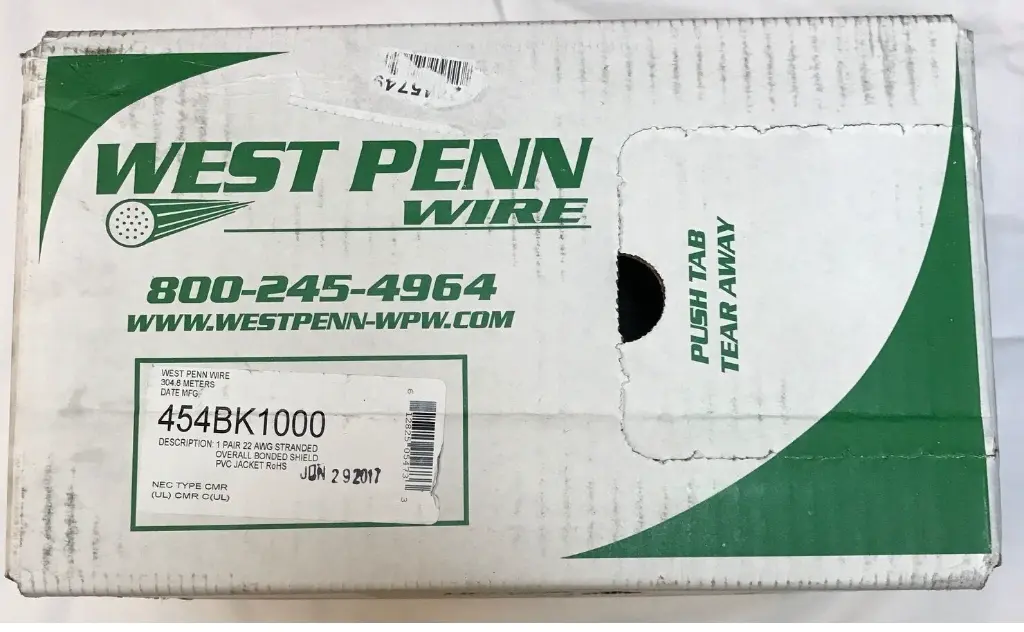 15749
WEST PENN
WIRE
800-245-4964
WWW.WESTPENN-WPW.COM
PUSH TAB
TEAR AWAY
WEST PENN WIRE
304.8 METERS
DATE MFG.
454BK1000
DESCRIPTION: 1 PAIR 22 AWG STRANDED
OVERALL BONDED SHIELD
PVC JACKET RoHS
JUN 29 2017
NEC TYPE CMR
(UL) CMR C(UL)